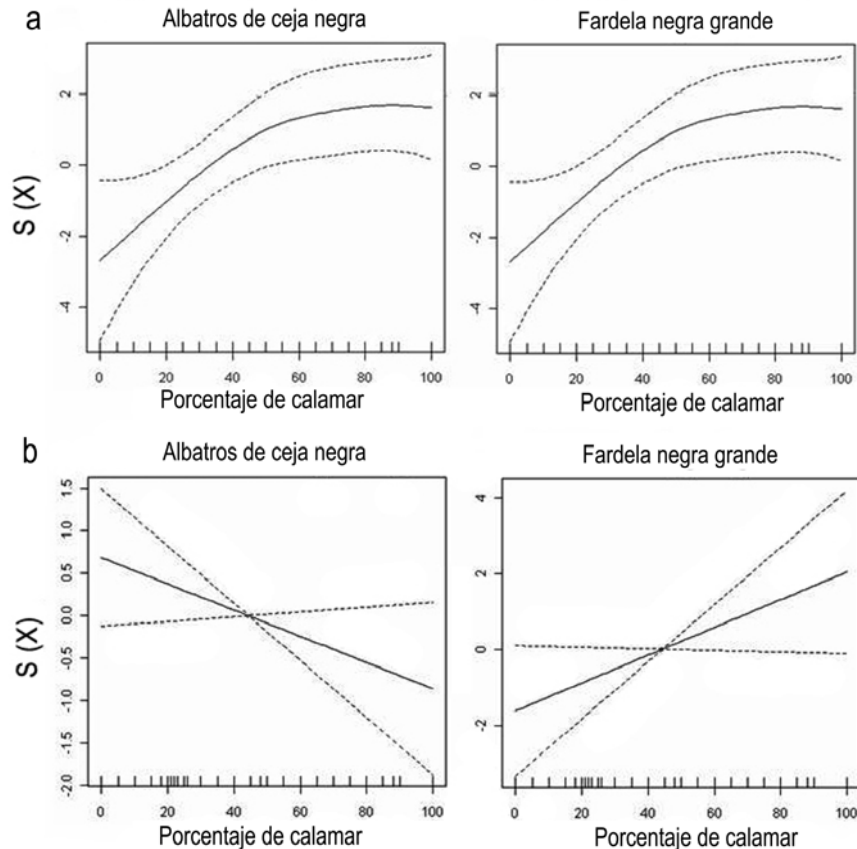 a
Albatros de ceja negra
Fardela negra grande
S (X)
2
0
-2
-4
0 20 40 60 80 100
Porcentaje de calamar
2
0
-2
-4
0 20 40 60 80 100
Porcentaje de calamar
b
Albatros de ceja negra
Fardela negra grande
S (X)
1.5
1.0
0.5
0.0
-0.5
-1.0
-1.5
-2.0
0 20 40 60 80 100
Porcentaje de calamar
4
2
0
-2
0 20 40 60 80 100
Porcentaje de calamar